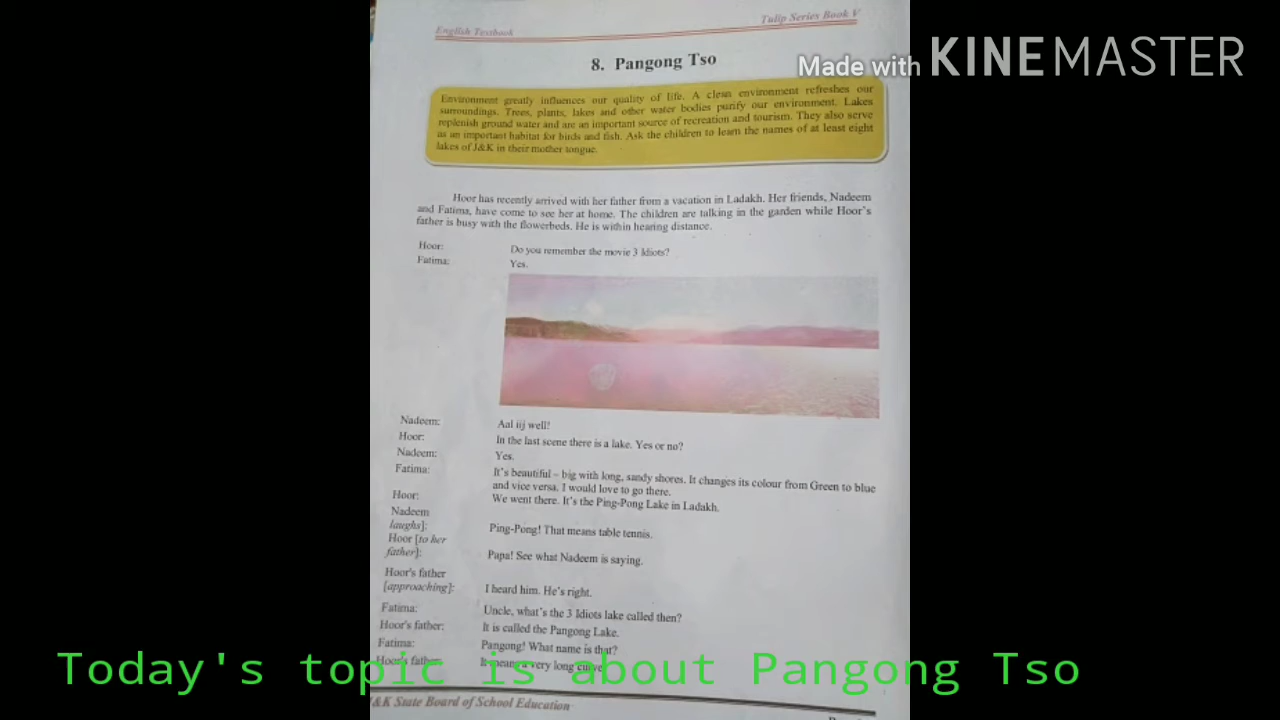 English Textbook
Tulip Series Book V
Made with KINEMASTER
8. Pangong Tso
Environment greatly influences our quality of life. A clean environment refreshes our
surroundings. Trees, plants, lakes and other water bodies purify our environment. Lakes
replenish ground water and are an important source of recreation and tourism. They also serve
as an important habitat for birds and fish. Ask the children to learn the names of at least eight
lakes of J&K in their mother tongue.
Hoor has recently arrived with her father from a vacation in Ladakh. Her friends, Nadeem
and Fatima, have come to see her at home. The children are talking in the garden while Hoor's
father is busy with the flowerbeds. He is within hearing distance.
Hoor: Do you remember the movie 3 Idiots?
Fatima: Yes.
Nadeem: Aal iij well!
Hoor: In the last scene there is a lake. Yes or no?
Nadeem: Yes.
Fatima: It's beautiful – big with long, sandy shores. It changes its colour from Green to blue
and vice versa. I would love to go there.
Hoor: We went there. It's the Ping-Pong Lake in Ladakh.
Nadeem
laughs]: Ping-Pong! That means table tennis.
Hoor [to her
father]: Papa! See what Nadeem is saying.
Hoor's father
[approaching]: I heard him. He's right.
Fatima: Uncle, what's the 3 Idiots lake called then?
Hoor's father: It is called the Pangong Lake.
Fatima: Pangong! What name is that?
Hoor's father: It means very long curve
Today's topic is about Pangong Tso
J&K State Board of School Education